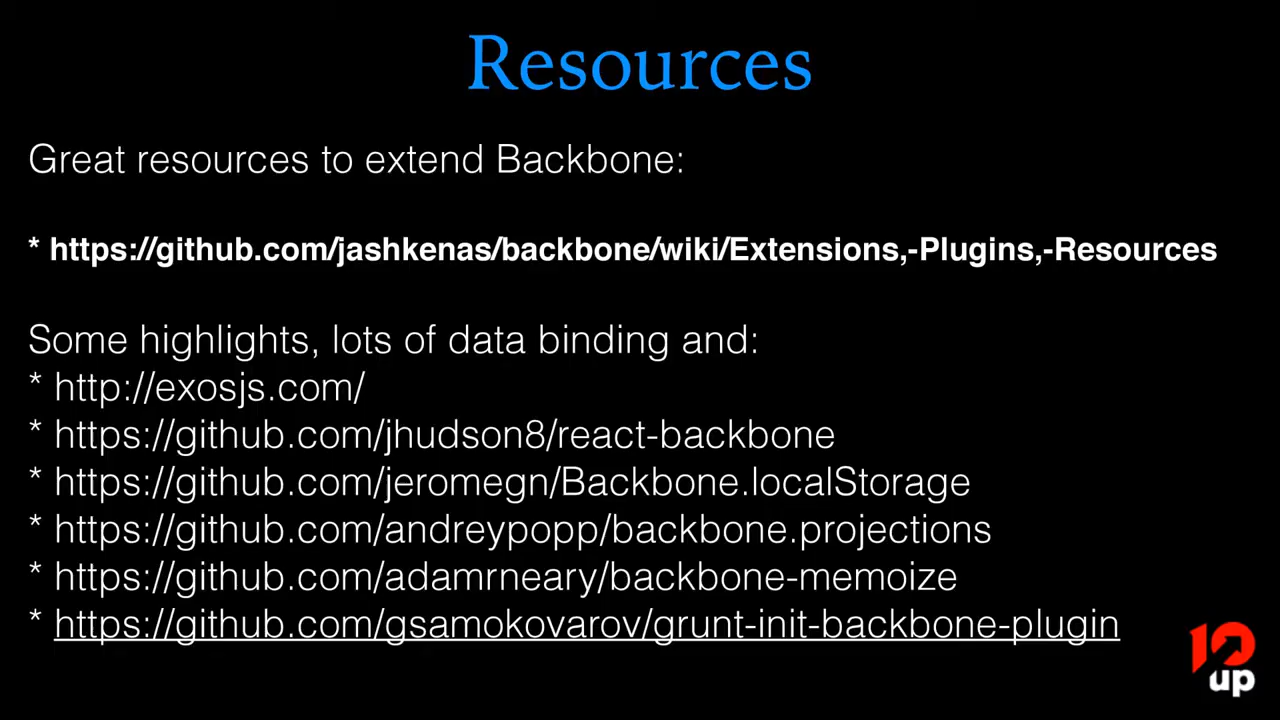 Resources
Great resources to extend Backbone:
* https://github.com/jashkenas/backbone/wiki/Extensions,-Plugins,-Resources
Some highlights, lots of data binding and:
* http://exosjs.com/
* https://github.com/jhudson8/react-backbone
* https://github.com/jeromegn/Backbone.localStorage
* https://github.com/andreypopp/backbone.projections
* https://github.com/adamrneary/backbone-memoize
* https://github.com/gsamokovarov/grunt-init-backbone-plugin
10
up